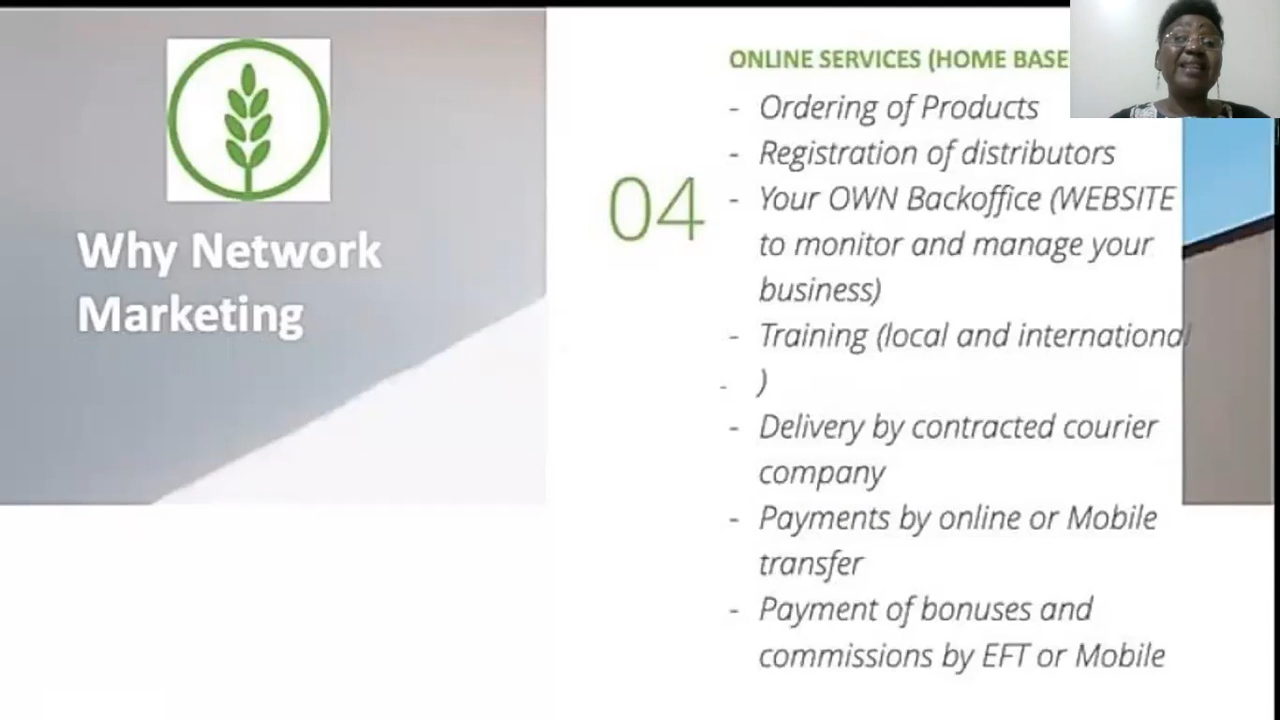 Why Network
Marketing
04
ONLINE SERVICES (HOME BASE
- Ordering of Products
- Registration of distributors
- Your OWN Backoffice (WEBSITE
to monitor and manage your
business)
- Training (local and international
- )
- Delivery by contracted courier
company
- Payments by online or Mobile
transfer
- Payment of bonuses and
commissions by EFT or Mobile